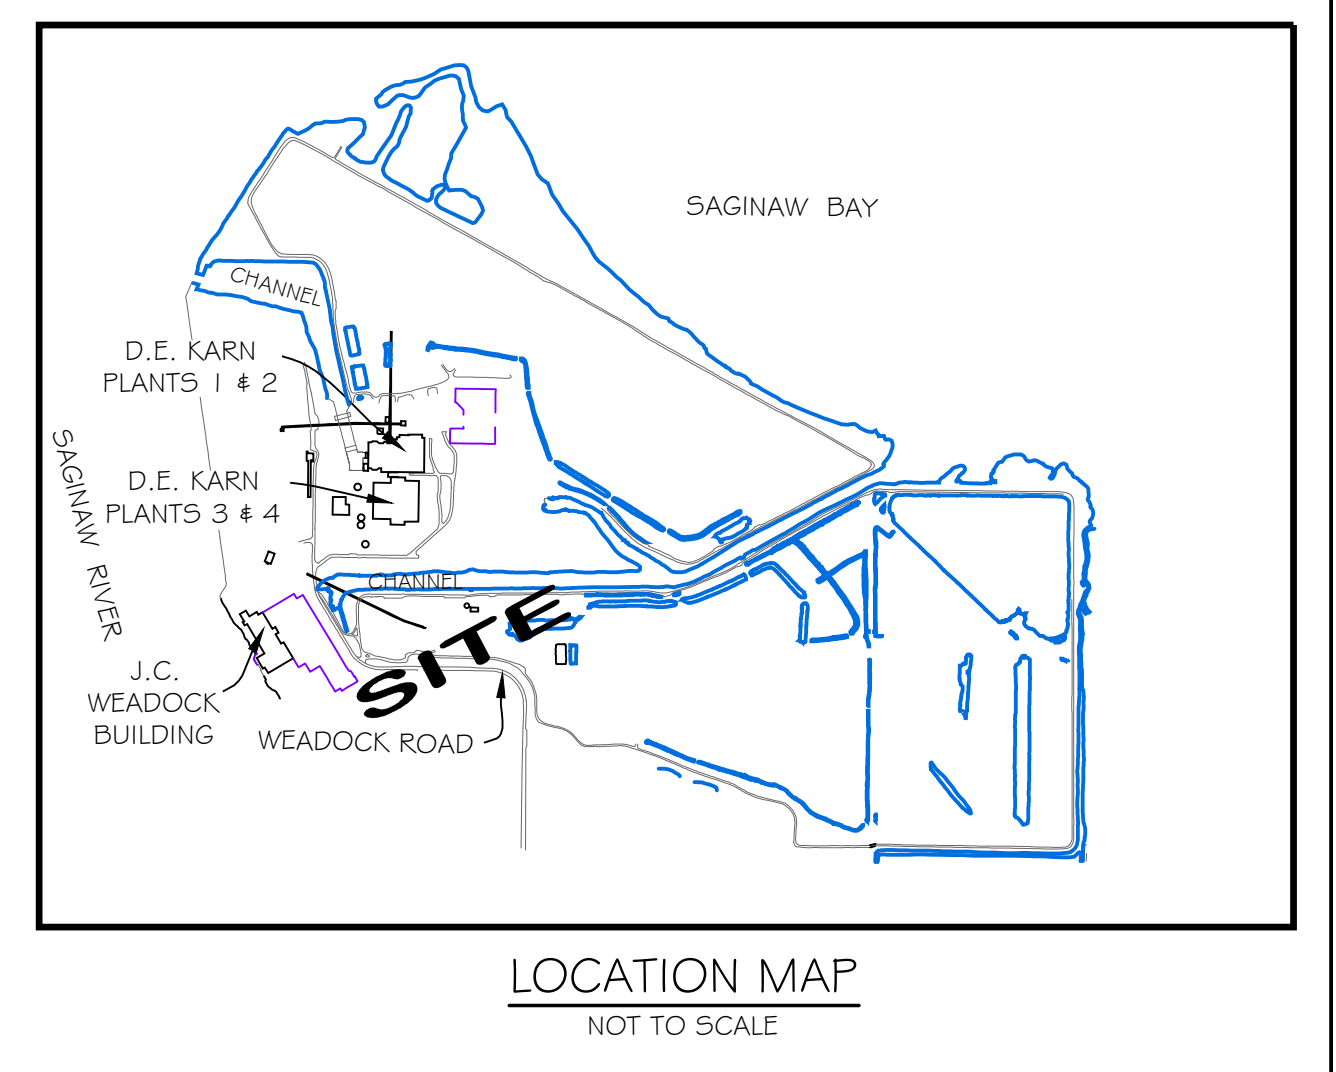 SAGINAW BAY
CHANNEL
D.E. KARN
PLANTS 1 & 2
SAGINAW RIVER
D.E. KARN
PLANTS 3 & 4
CHANNEL
SITE
J.C.
WEADOCK
BUILDING
WEADOCK ROAD
LOCATION MAP
NOT TO SCALE